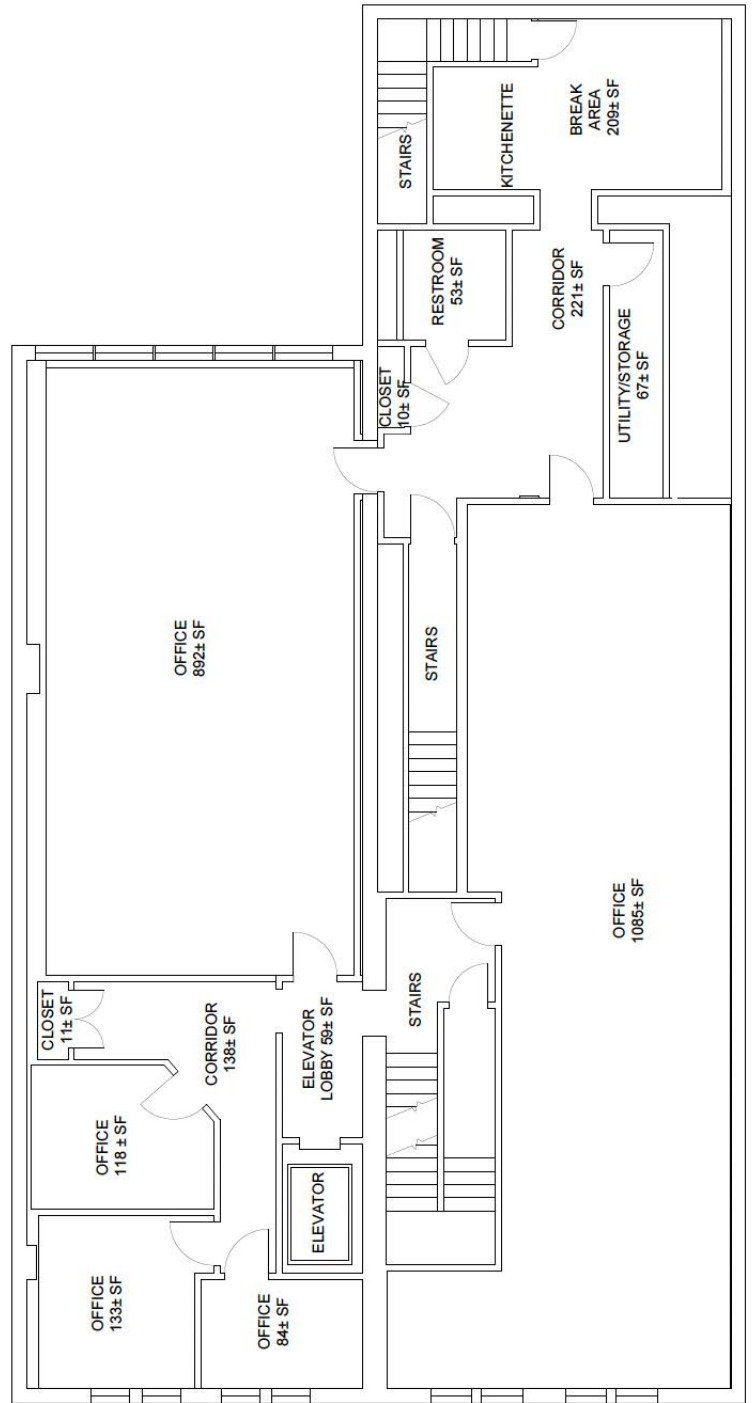 STAIRS
KITCHENETTE
BREAK
AREA
209± SF
RESTROOM
53± SF
CORRIDOR
221± SF
CLOSET
10± SF
UTILITY/STORAGE
67± SF
OFFICE
892± SF
STAIRS
OFFICE
1085± SF
CLOSET
11± SF
CORRIDOR
138± SF
ELEVATOR
LOBBY 59± SF
STAIRS
OFFICE
118 ± SF
ELEVATOR
OFFICE
133± SF
OFFICE
84± SF